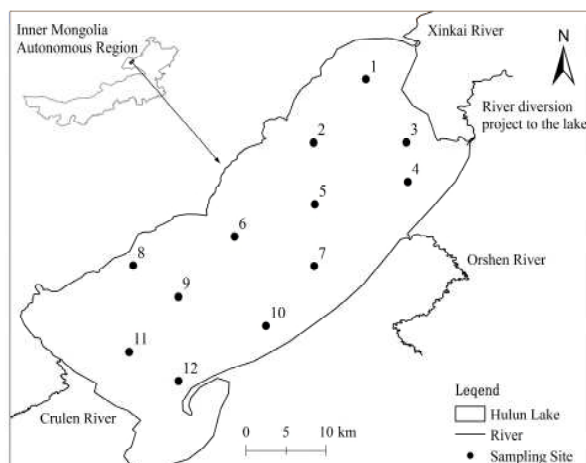 Inner Mongolia
Autonomous Region
Xinkai River
N
1
River diversion
project to the lake
2
3
4
5
6
7
Orshen River
8
9
10
11
12
Crulen River
0 5 10 km
Leqend
Hulun Lake
River
Sampling Site